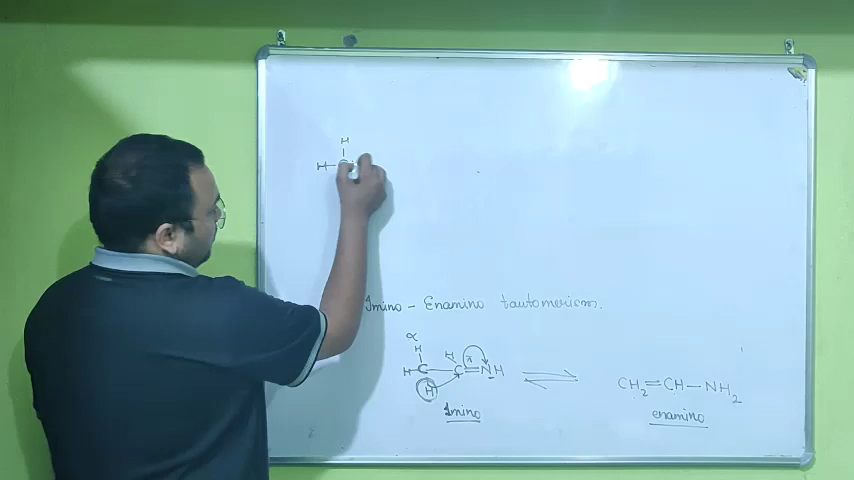 H
H – C
Imino – Enamino tautomerism.
α
H H
H – C – C = NH ⇌ CH2=CH–NH2
π
H
Imino enamino